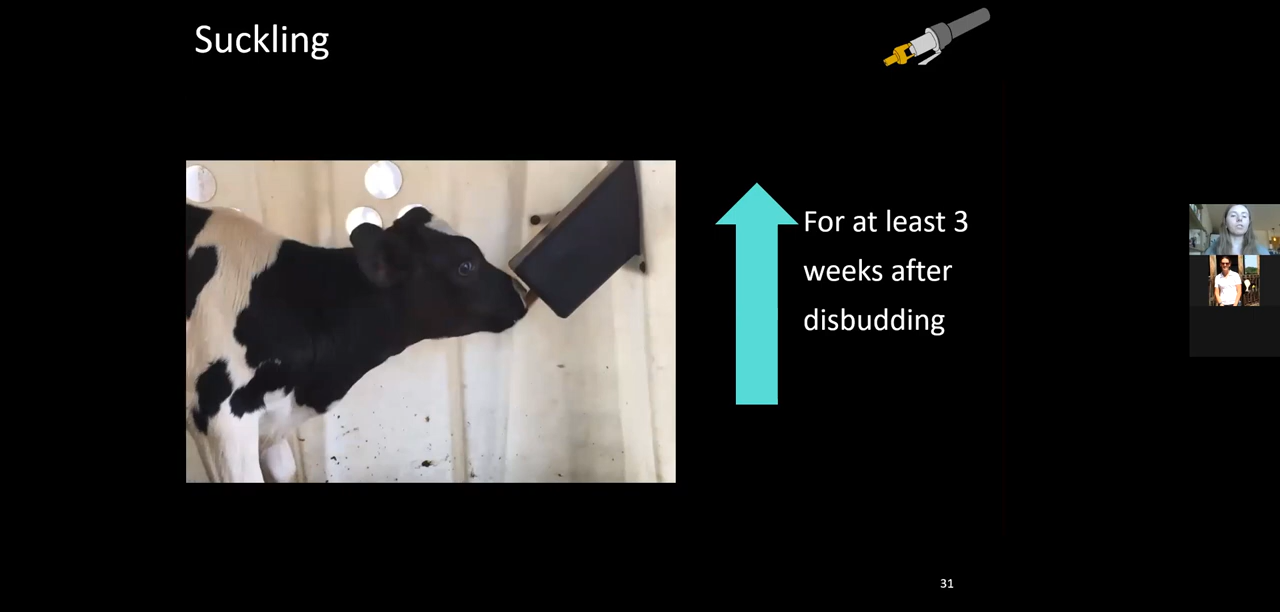 Suckling
For at least 3
weeks after
disbudding
31